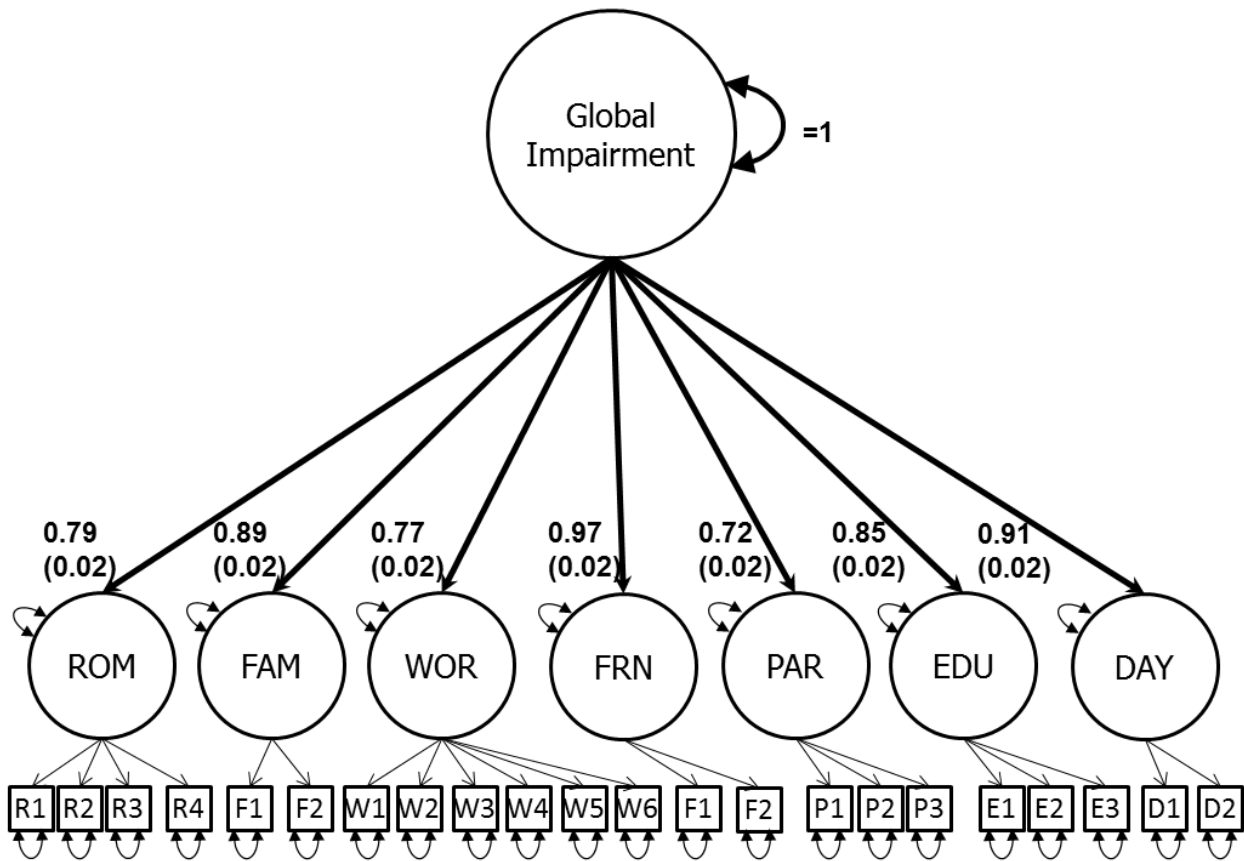 Global
Impairment
=1
0.79
(0.02)
0.89
(0.02)
0.77
(0.02)
0.97
(0.02)
0.72
(0.02)
0.85
(0.02)
0.91
(0.02)
ROM
FAM
WOR
FRN
PAR
EDU
DAY
R1
R2
R3
R4
F1
F2
W1
W2
W3
W4
W5
W6
F1
F2
P1
P2
P3
E1
E2
E3
D1
D2